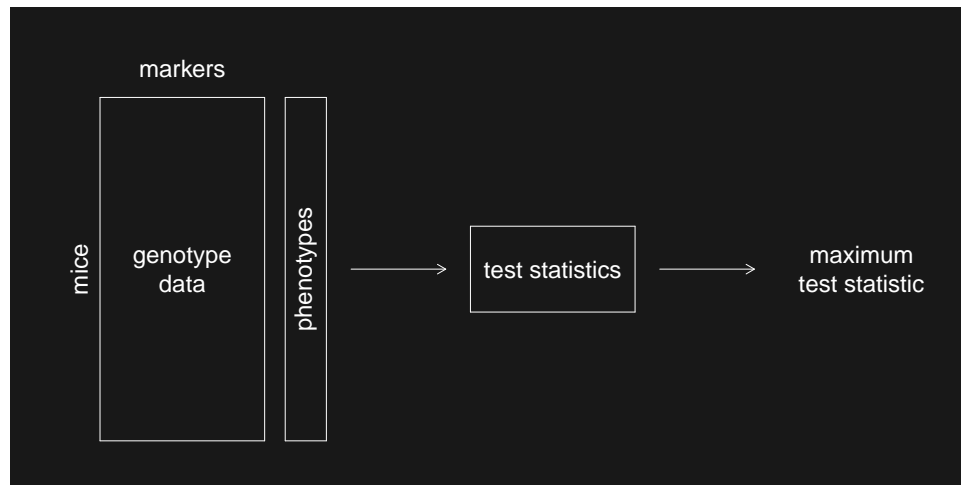 markers
mice
genotype
data
phenotypes
test statistics
maximum
test statistic